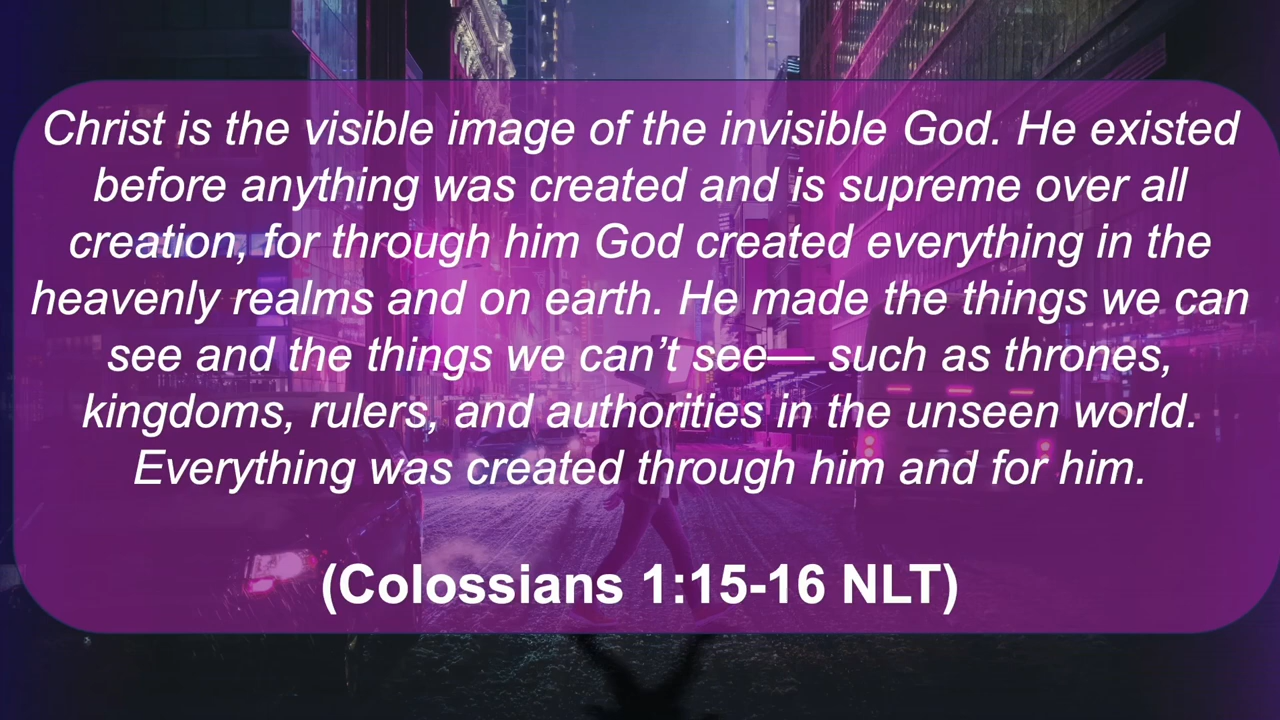 Christ is the visible image of the invisible God. He existed
before anything was created and is supreme over all
creation, for through him God created everything in the
heavenly realms and on earth. He made the things we can
see and the things we can’t see— such as thrones,
kingdoms, rulers, and authorities in the unseen world.
Everything was created through him and for him.
(Colossians 1:15-16 NLT)